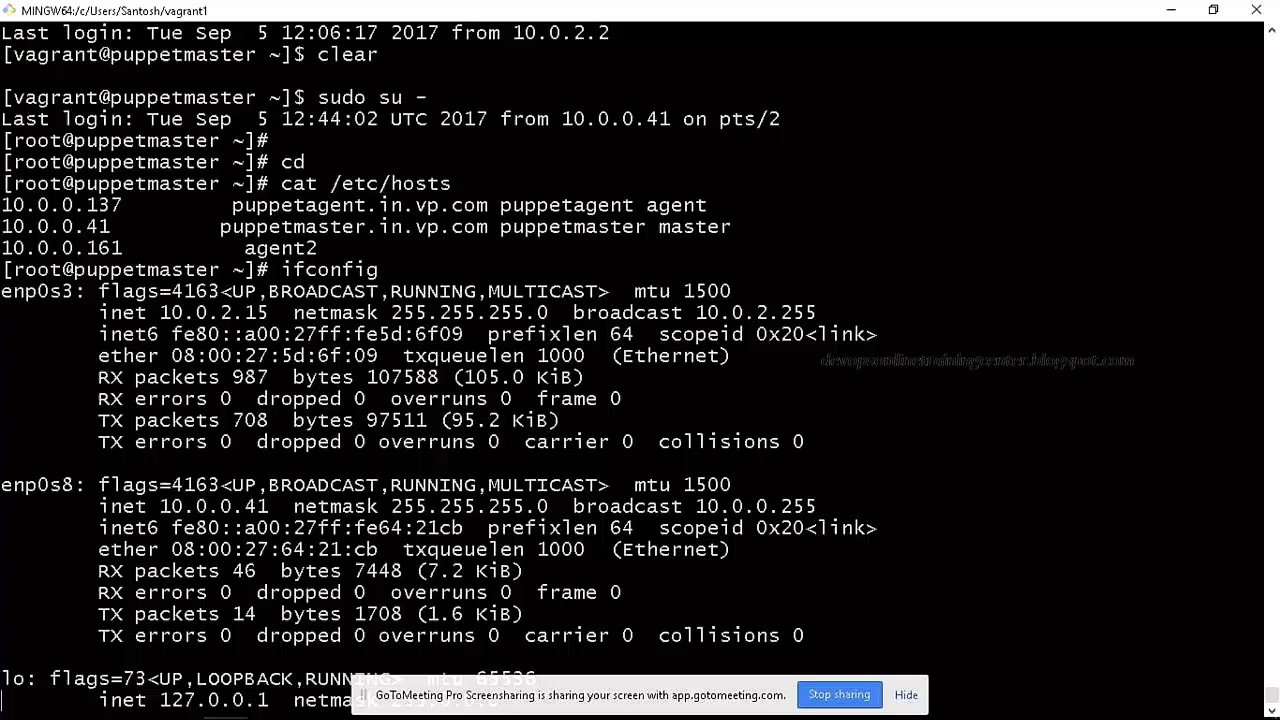 MINGW64:/c/Users/Santosh/vagrant1
Last login: Tue Sep  5 12:06:17 2017 from 10.0.2.2
[vagrant@puppetmaster ~]$ clear
[vagrant@puppetmaster ~]$ sudo su -
Last login: Tue Sep  5 12:44:02 UTC 2017 from 10.0.0.41 on pts/2
[root@puppetmaster ~]#
[root@puppetmaster ~]# cd
[root@puppetmaster ~]# cat /etc/hosts
10.0.0.137         puppetagent.in.vp.com puppetagent agent
10.0.0.41         puppetmaster.in.vp.com puppetmaster master
10.0.0.161          agent2
[root@puppetmaster ~]# ifconfig
enp0s3: flags=4163<UP,BROADCAST,RUNNING,MULTICAST>  mtu 1500
inet 10.0.2.15  netmask 255.255.255.0  broadcast 10.0.2.255
inet6 fe80::a00:27ff:fe5d:6f09  prefixlen 64  scopeid 0x20<link>
ether 08:00:27:5d:6f:09  txqueuelen 1000  (Ethernet)
devopsonlinetrainingcenter.blogspot.com
RX packets 987  bytes 107588 (105.0 KiB)
RX errors 0  dropped 0  overruns 0  frame 0
TX packets 708  bytes 97511 (95.2 KiB)
TX errors 0  dropped 0 overruns 0  carrier 0  collisions 0
enp0s8: flags=4163<UP,BROADCAST,RUNNING,MULTICAST>  mtu 1500
inet 10.0.0.41  netmask 255.255.255.0  broadcast 10.0.0.255
inet6 fe80::a00:27ff:fe64:21cb  prefixlen 64  scopeid 0x20<link>
ether 08:00:27:64:21:cb  txqueuelen 1000  (Ethernet)
RX packets 46  bytes 7448 (7.2 KiB)
RX errors 0  dropped 0  overruns 0  frame 0
TX packets 14  bytes 1708 (1.6 KiB)
TX errors 0  dropped 0 overruns 0  carrier 0  collisions 0
lo: flags=73<UP,LOOPBACK,RUNNING>  mtu 65536
inet 127.0.0.1
GoToMeeting Pro Screensharing is sharing your screen with app.gotomeeting.com.
Stop sharing
Hide